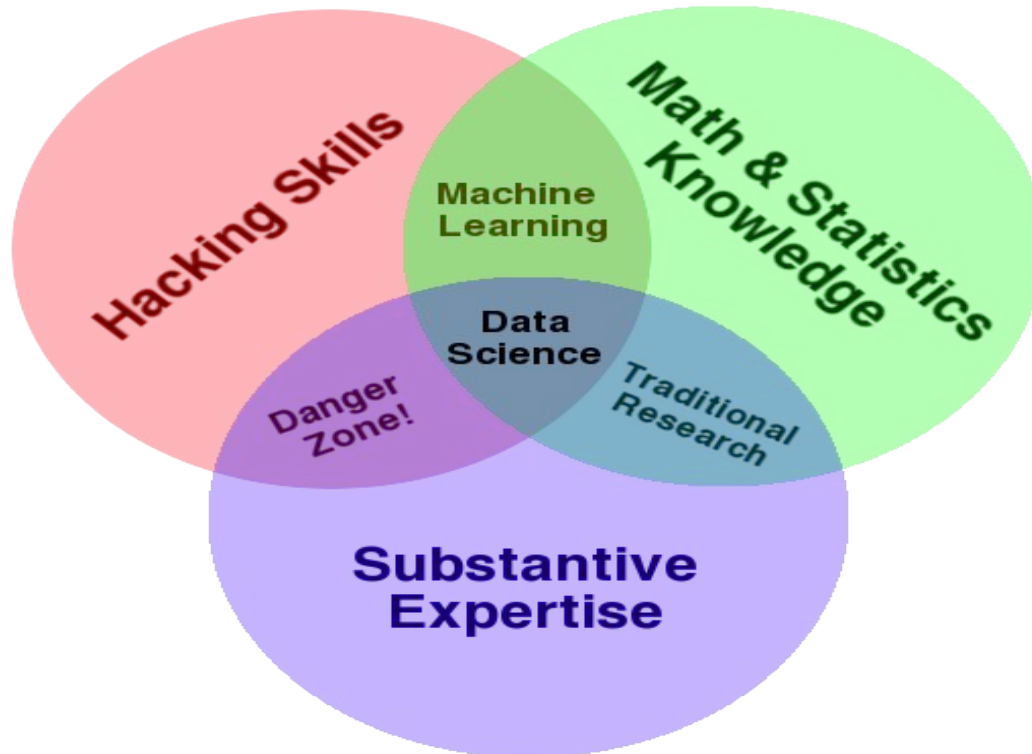 Hacking Skills
Math & Statistics
Knowledge
Machine
Learning
Data
Science
Danger
Zone!
Traditional
Research
Substantive
Expertise